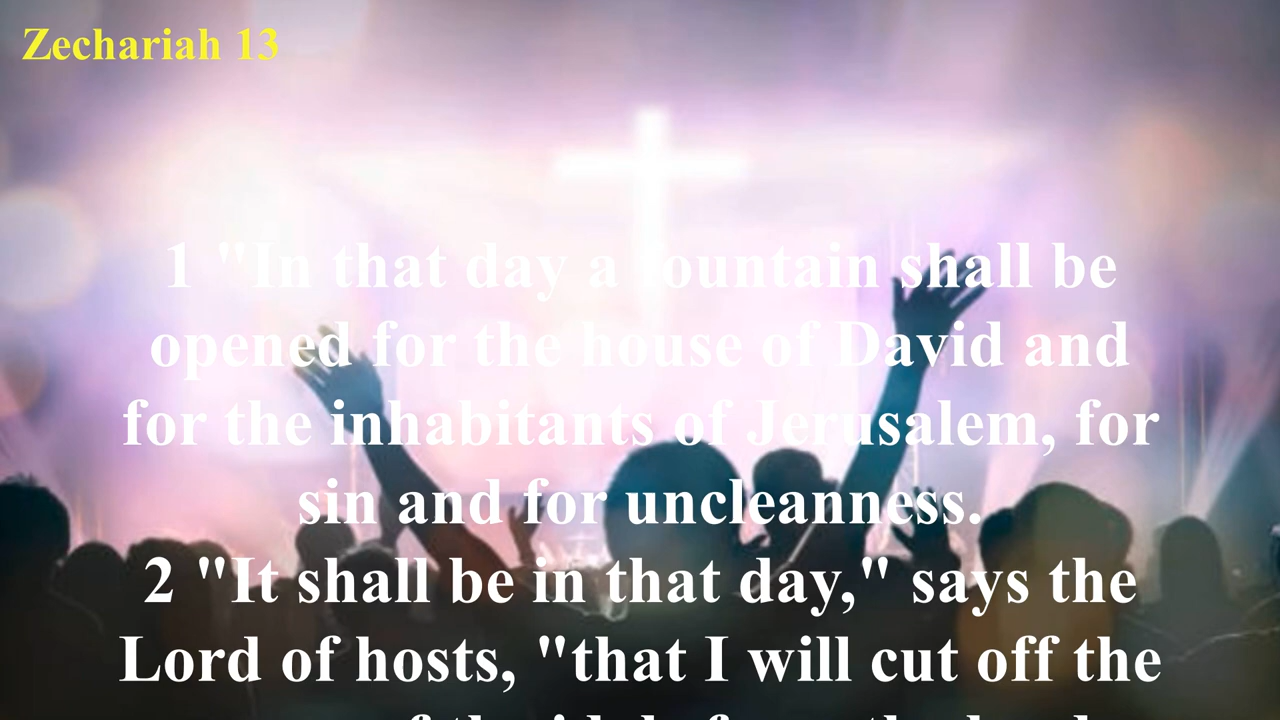 Zechariah 13
1 "In that day a fountain shall be
opened for the house of David and
for the inhabitants of Jerusalem, for
sin and for uncleanness.
2 "It shall be in that day," says the
Lord of hosts, "that I will cut off the